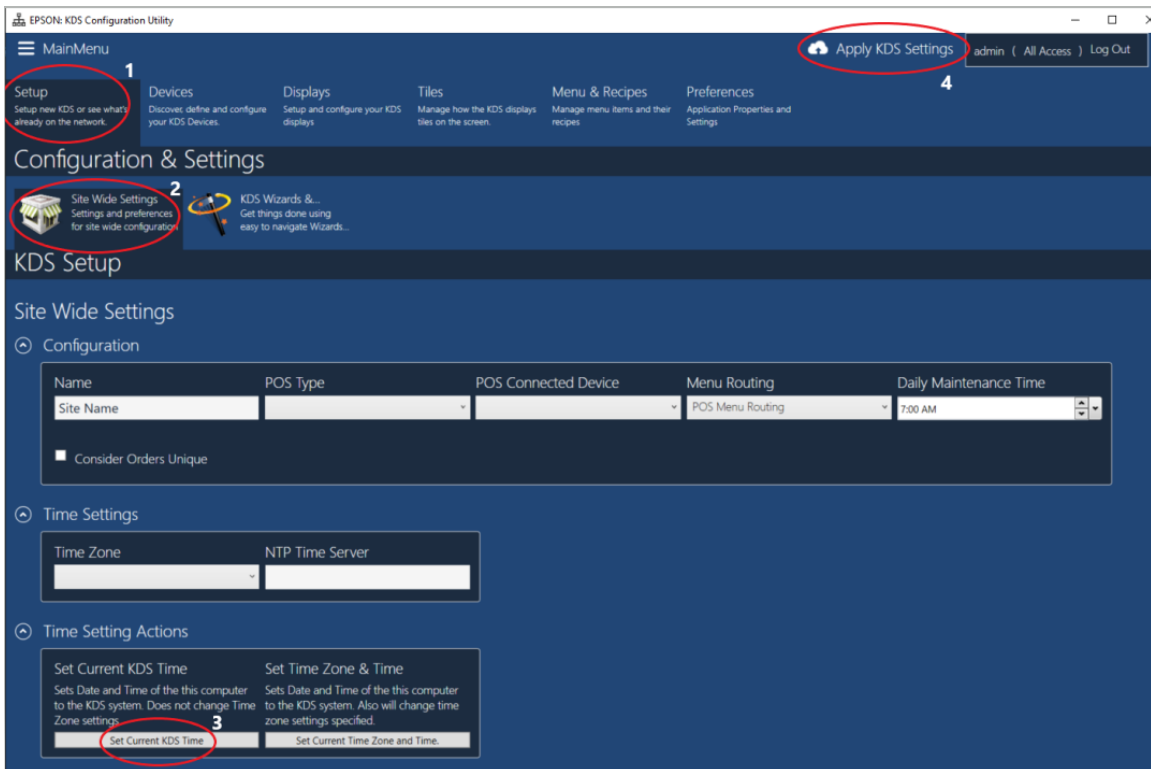 EPSON: KDS Configuration Utility
MainMenu
Apply KDS Settings
admin ( All Access ) Log Out
1
4
Setup
Setup new KDS or see what's
already on the network.
Devices
Discover, define and configure
your KDS Devices.
Displays
Setup and configure your KDS
displays
Tiles
Manage how the KDS displays
tiles on the screen.
Menu & Recipes
Manage menu items and their
recipes
Preferences
Application Properties and
Settings
Configuration & Settings
2
Site Wide Settings
Settings and preferences
for site wide configuration
KDS Wizards &...
Get things done using
easy to navigate Wizards...
KDS Setup
Site Wide Settings
Configuration
Name
Site Name
POS Type
POS Connected Device
Menu Routing
POS Menu Routing
Daily Maintenance Time
7:00 AM
Consider Orders Unique
Time Settings
Time Zone
NTP Time Server
Time Setting Actions
Set Current KDS Time
Sets Date and Time of the this computer
to the KDS system. Does not change Time
Zone settings
3
Set Current KDS Time
Set Time Zone & Time
Sets Date and Time of the this computer
to the KDS system. Also will change time
zone settings specified.
Set Current Time Zone and Time.